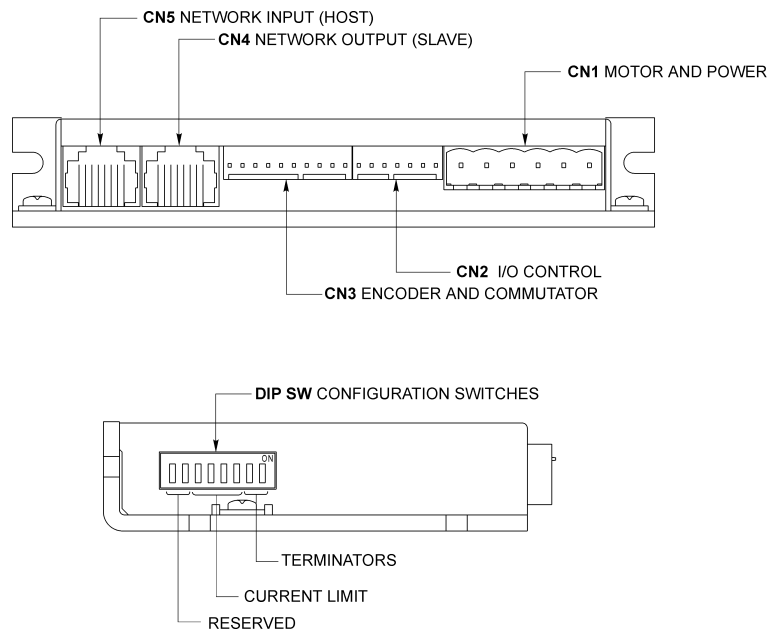 CN5 NETWORK INPUT (HOST)
CN4 NETWORK OUTPUT (SLAVE)
CN1 MOTOR AND POWER
CN2 I/O CONTROL
CN3 ENCODER AND COMMUTATOR
DIP SW CONFIGURATION SWITCHES
ON
TERMINATORS
CURRENT LIMIT
RESERVED